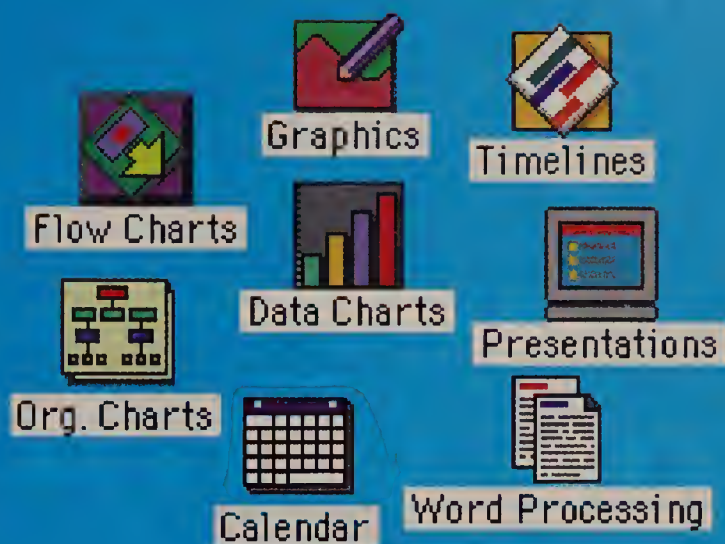 Graphics
Timelines
Flow Charts
Data Charts
Presentations
Org. Charts
Calendar
Word Processing